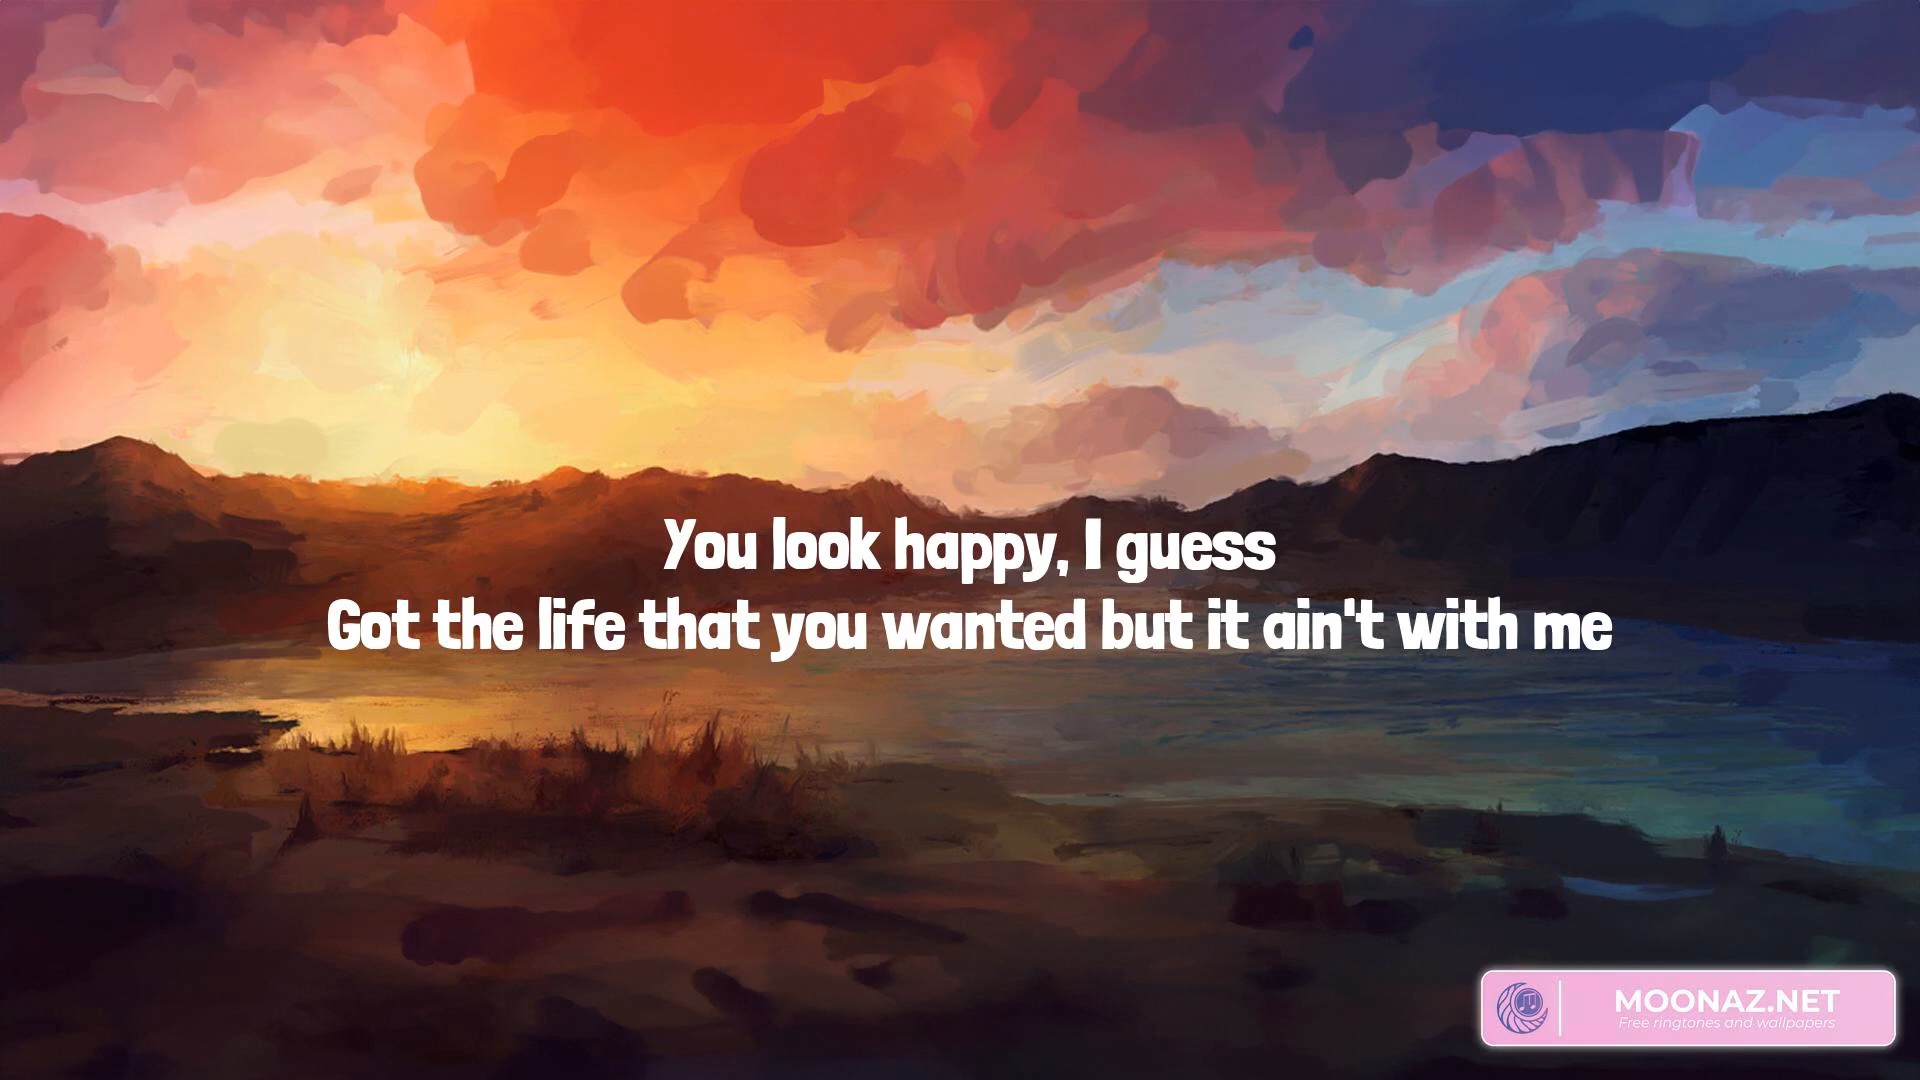 You look happy, I guess
Got the life that you wanted but it ain't with me
MOONAZ.NET
Free ringtones and wallpapers